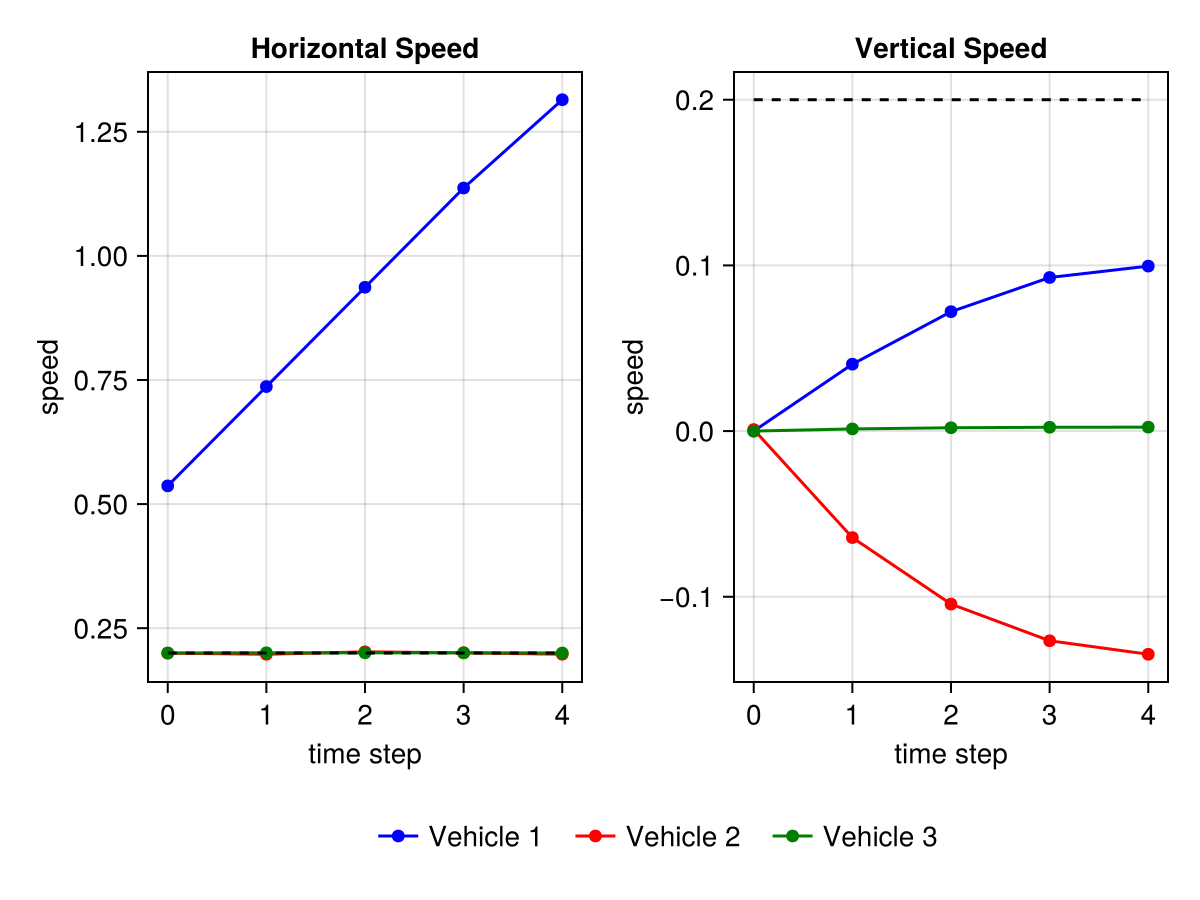 Horizontal Speed
speed
1.25
1.00
0.75
0.50
0.25
0 1 2 3 4
time step
Vertical Speed
speed
0.2
0.1
0.0
−0.1
0 1 2 3 4
time step
Vehicle 1 Vehicle 2 Vehicle 3